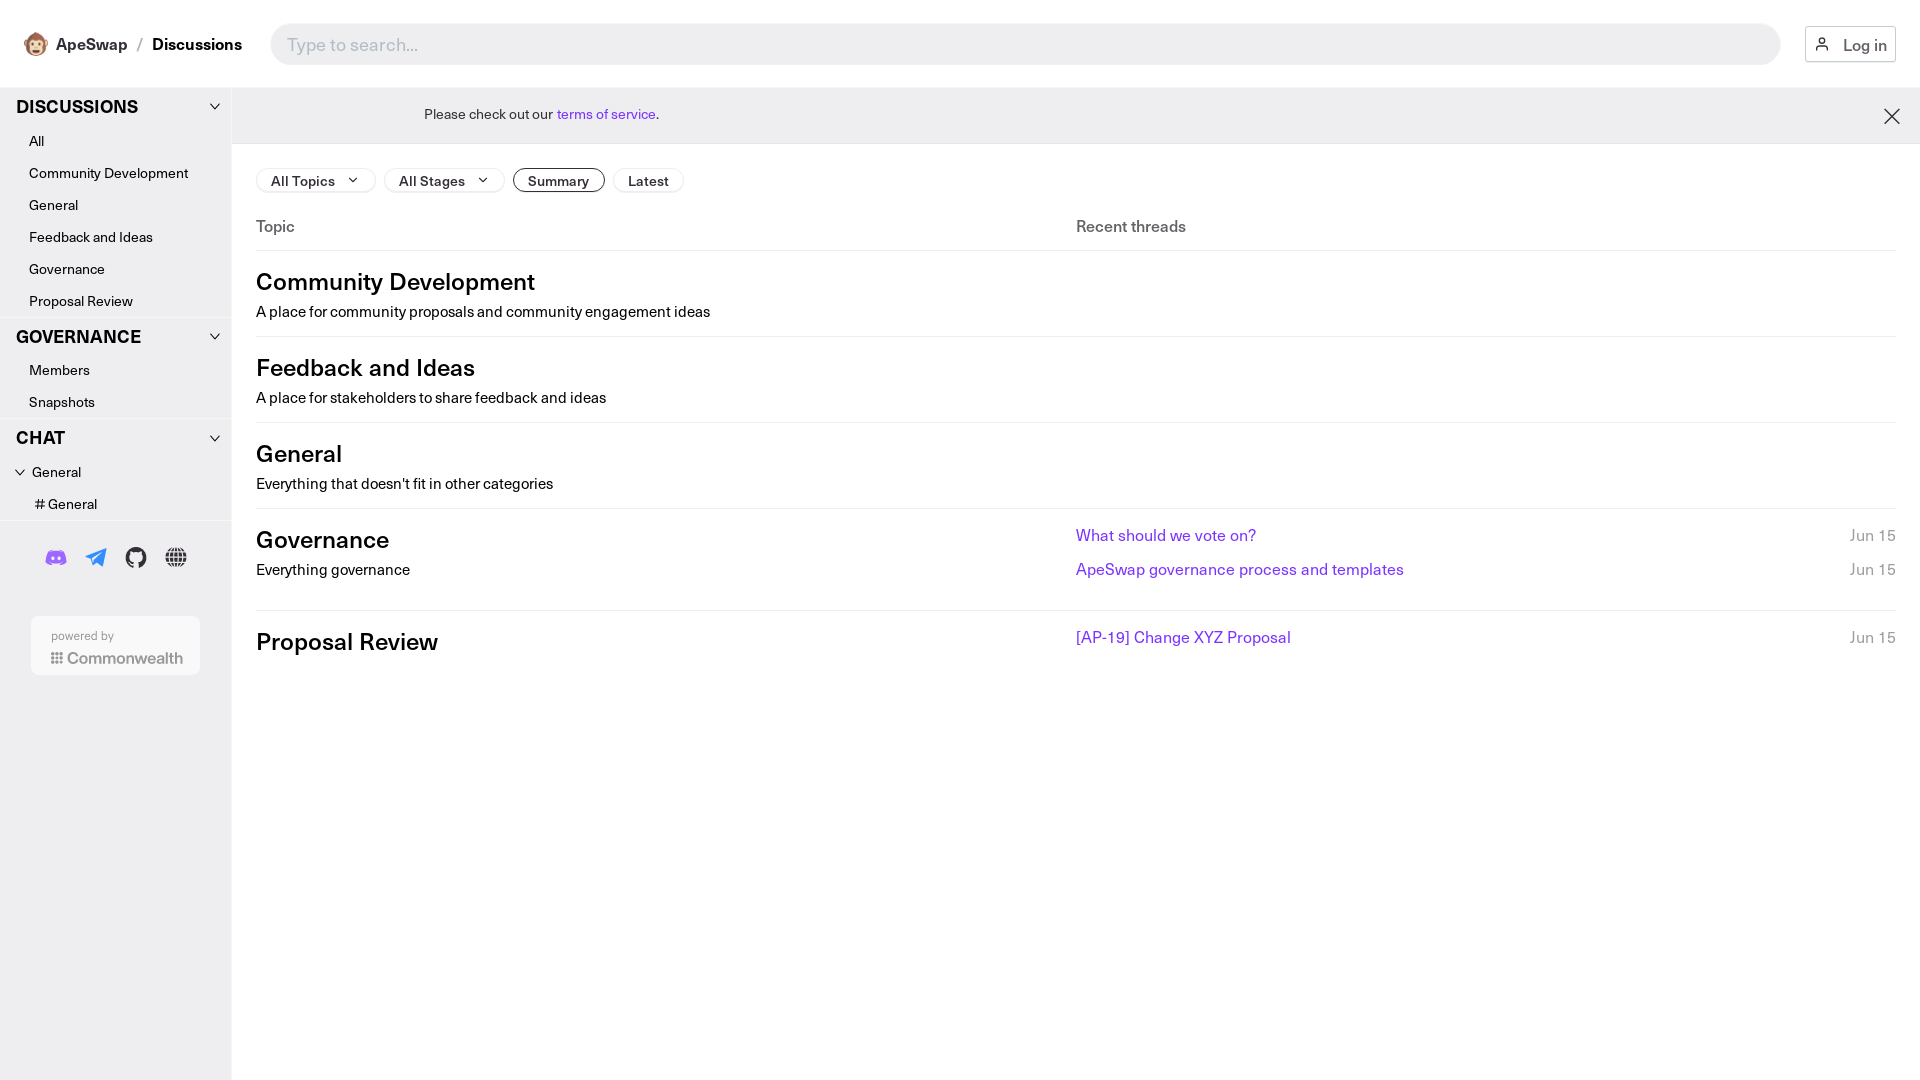 ApeSwap / Discussions
Type to search...
Log in
DISCUSSIONS
All
Community Development
General
Feedback and Ideas
Governance
Proposal Review
GOVERNANCE
Members
Snapshots
CHAT
General
# General
powered by
Commonwealth
Please check out our terms of service.
All Topics
All Stages
Summary
Latest
Topic
Recent threads
Community Development
A place for community proposals and community engagement ideas
Feedback and Ideas
A place for stakeholders to share feedback and ideas
General
Everything that doesn't fit in other categories
Governance
Everything governance
What should we vote on?
Jun 15
ApeSwap governance process and templates
Jun 15
Proposal Review
[AP-19] Change XYZ Proposal
Jun 15